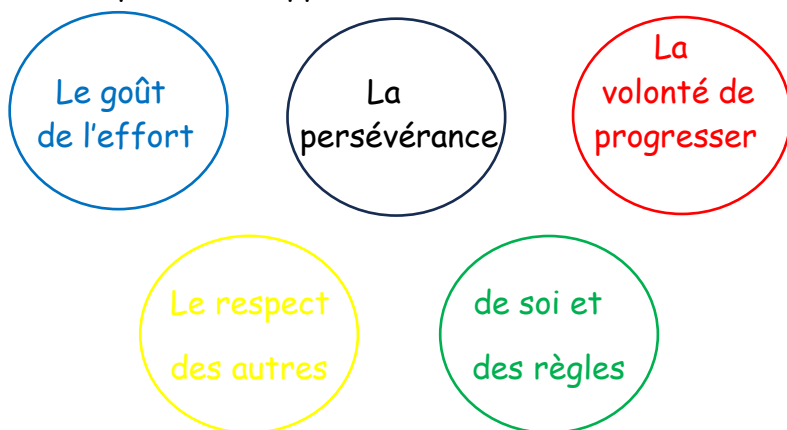 Le goût
de l'effort
La
persévérance
La
volonté de
progresser
Le respect
des autres
de soi et
des règles